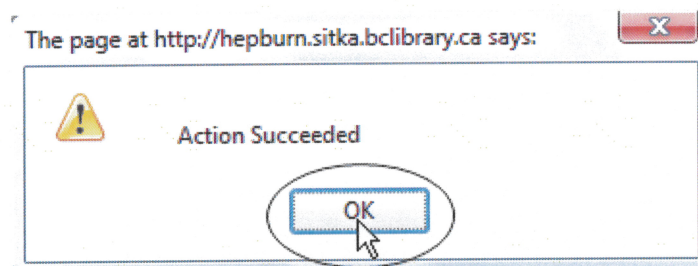 The page at http://hepburn.sitka.bclibrary.ca says:
Action Succeeded
OK